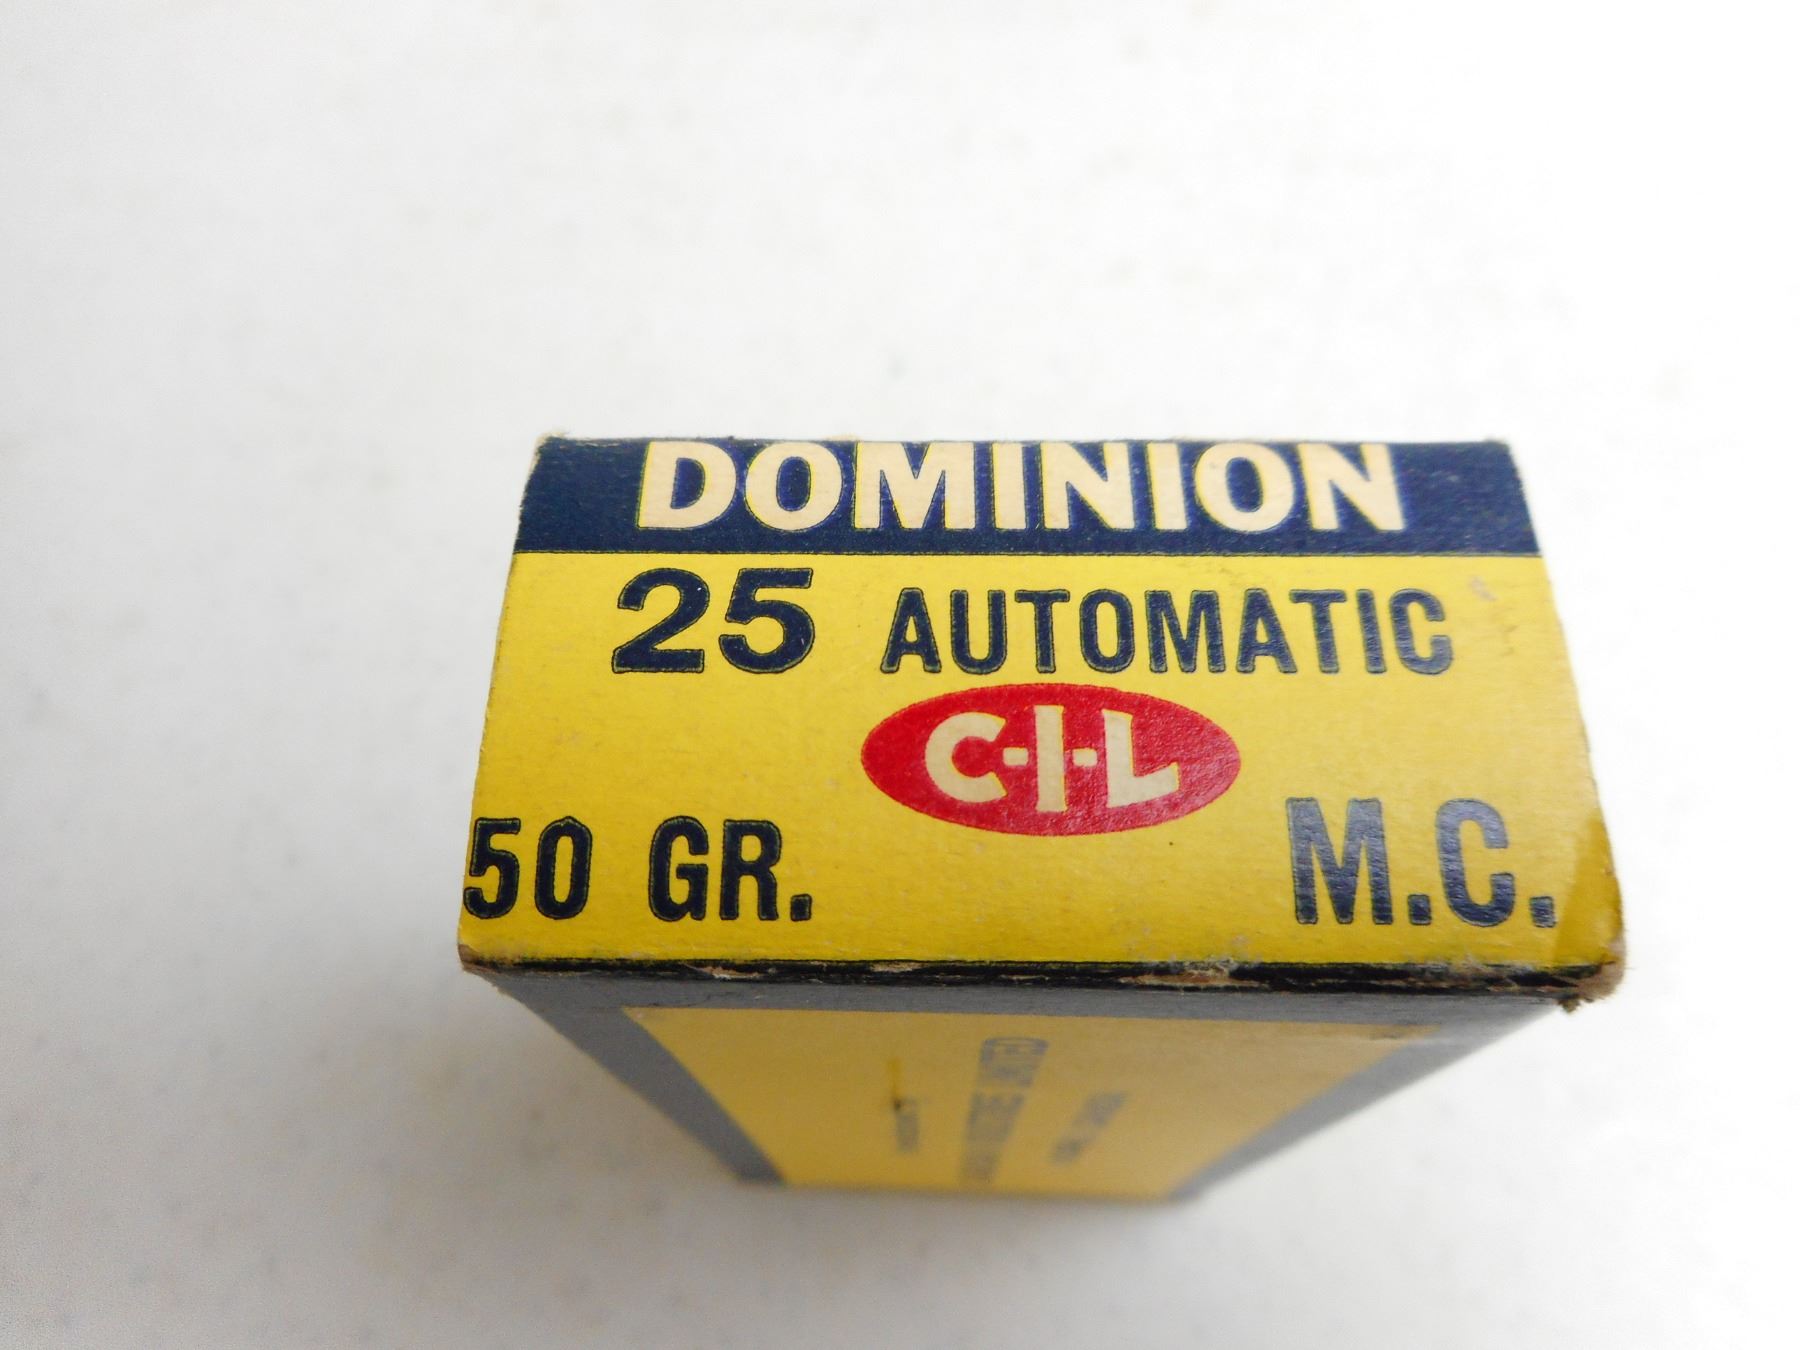 DOMINION
25 AUTOMATIC
C-I-L
50 GR. M.C.